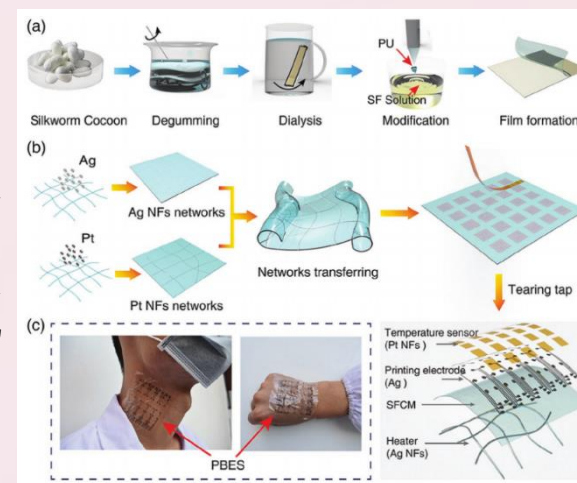 (a)
PU
SF Solution
Silkworm Cocoon
Degumming
Dialysis
Modification
Film formation
(b)
Ag
Ag NFs networks
Pt
Pt NFs networks
Networks transferring
Tearing tap
(c)
PBES
Temperature sensor
(Pt NFs)
Printing electrode
(Ag)
SFCM
Heater
(Ag NFs)